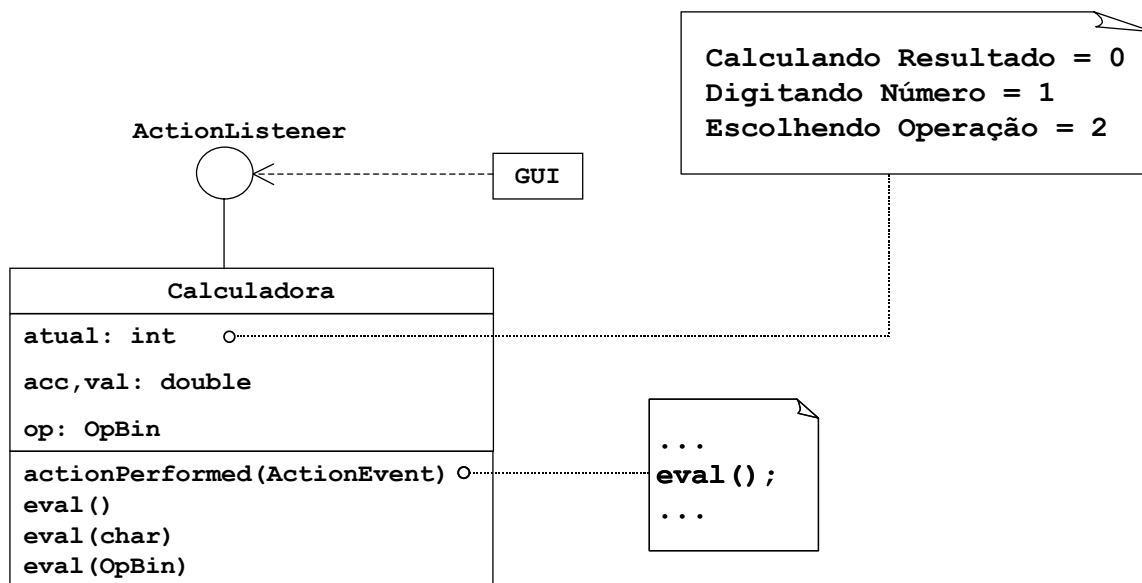 Calculando Resultado = 0
Digitando Número = 1
Escolhendo Operação = 2
ActionListener
GUI
Calculadora
atual: int
acc,val: double
op: OpBin
actionPerformed(ActionEvent)
eval()
eval(char)
eval(OpBin)
...
eval();
...